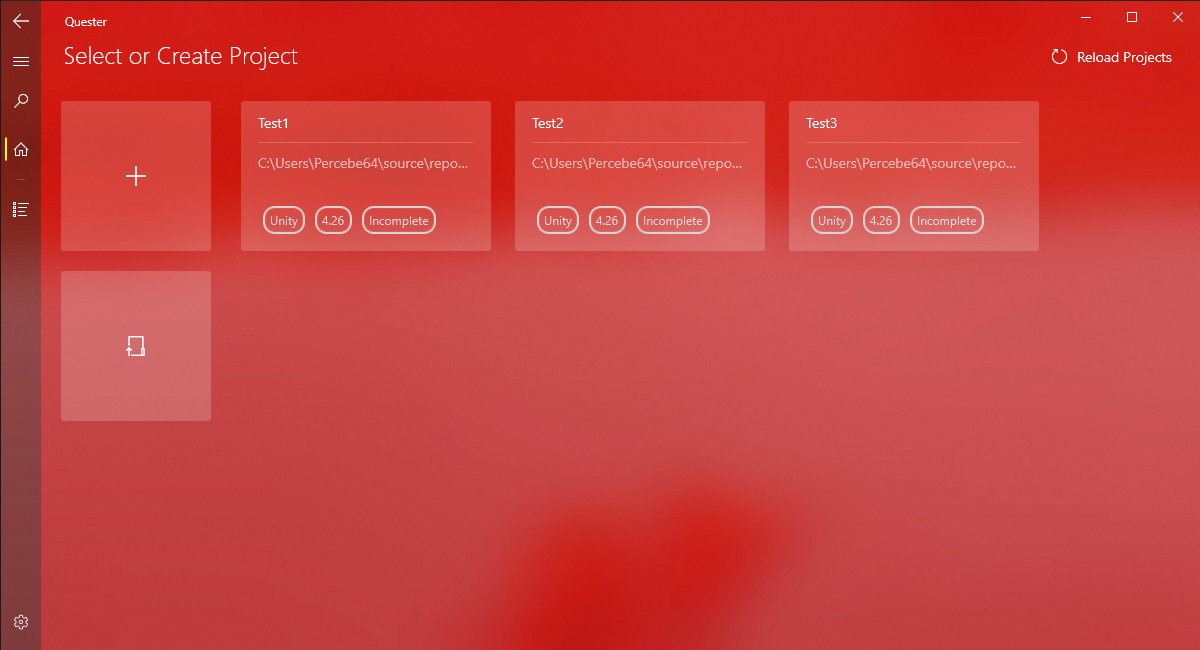 Quester
Select or Create Project
Reload Projects
Test1
C:\Users\Percebe64\source\repo...
Unity
4.26
Incomplete
Test2
C:\Users\Percebe64\source\repo...
Unity
4.26
Incomplete
Test3
C:\Users\Percebe64\source\repo...
Unity
4.26
Incomplete